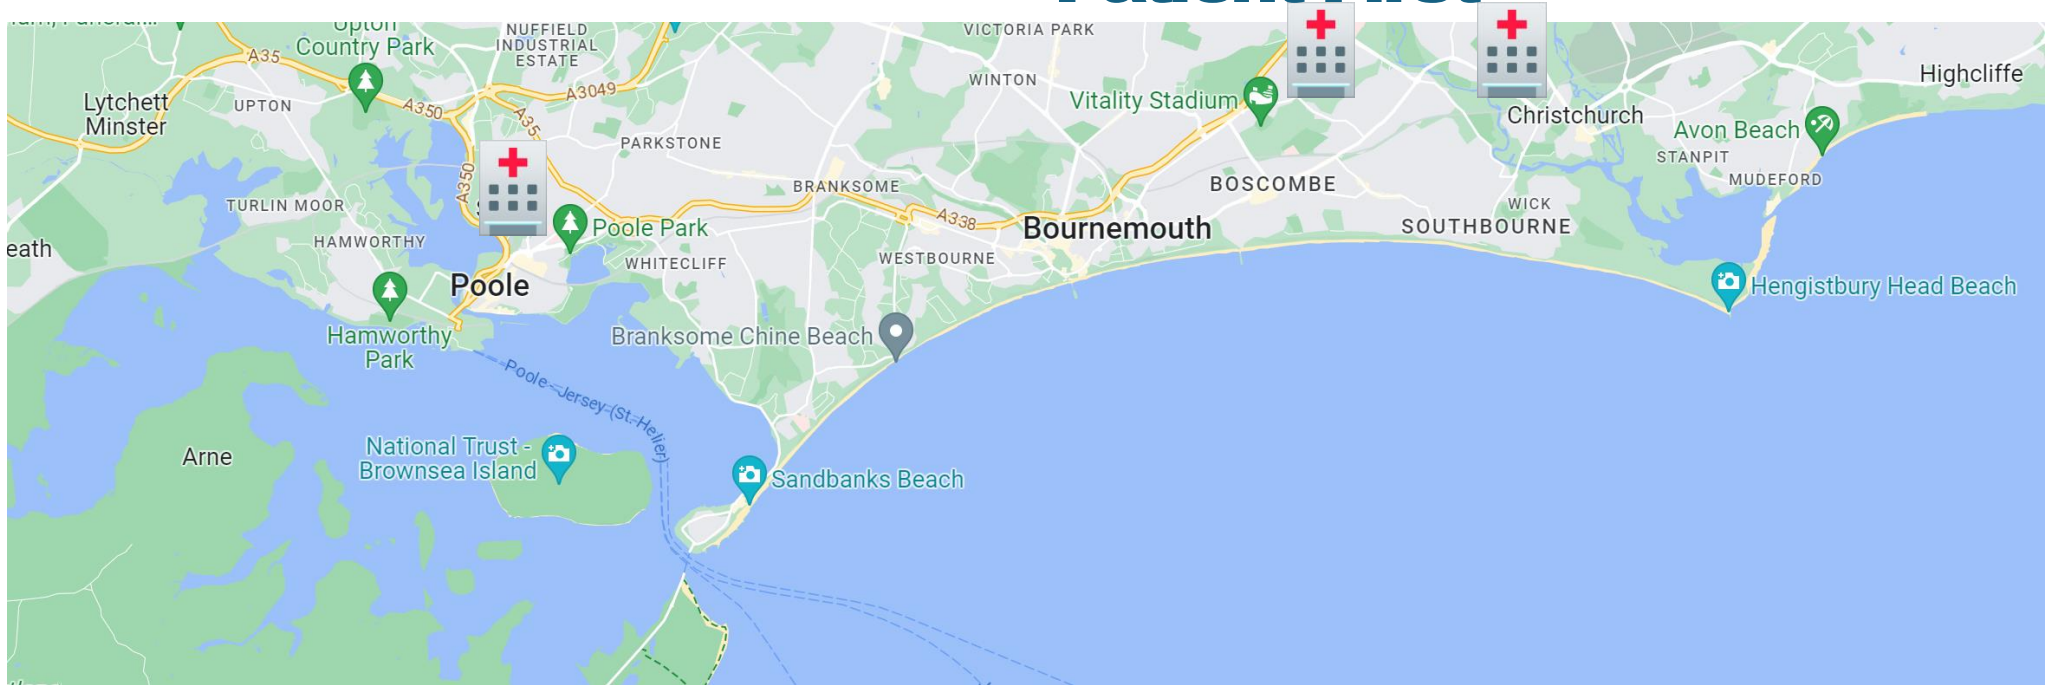 Upton
Country Park
A35
NUFFIELD
INDUSTRIAL
ESTATE
VICTORIA PARK
WINTON
Highcliffe
Lytchett
Minster
UPTON
A350
A3049
A35
Vitality Stadium
Christchurch
Avon Beach
PARKSTONE
STANPIT
A350
BRANKSOME
BOSCOMBE
MUDEFORD
TURLIN MOOR
WICK
HAMWORTHY
Poole Park
A338
Bournemouth
SOUTHBOURNE
eath
WHITECLIFF
WESTBOURNE
Poole
Hengistbury Head Beach
Hamworthy
Park
Branksome Chine Beach
Poole - Jersey (St. Helier)
Arne
National Trust -
Brownsea Island
Sandbanks Beach